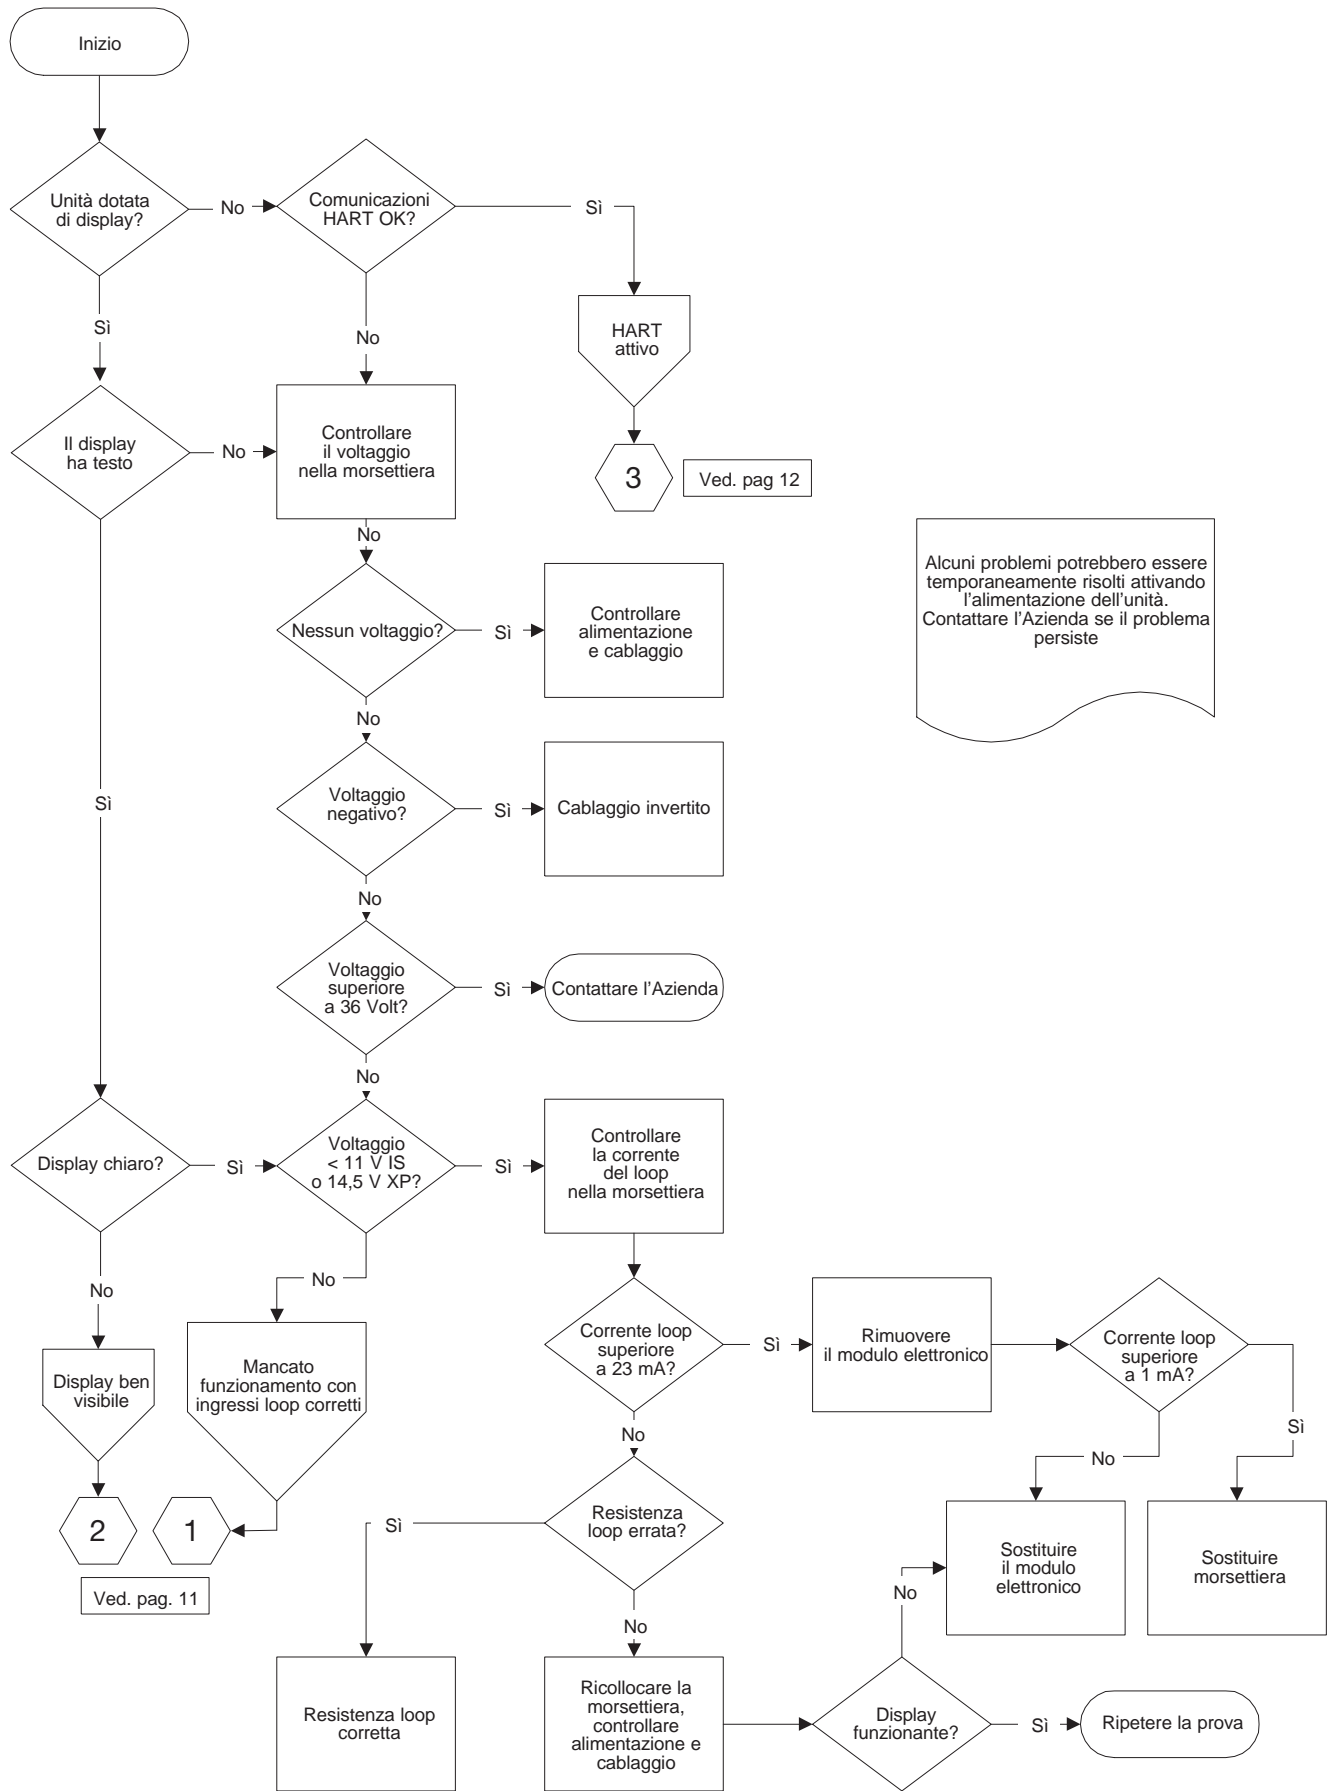 Inizio
Unità dotata
di display?
No
Comunicazioni
HART OK?
Sì
Sì
No
HART
attivo
Il display
ha testo
No
Controllare
il voltaggio
nella morsettiera
3
Ved. pag 12
No
Alcuni problemi potrebbero essere
temporaneamente risolti attivando
l'alimentazione dell'unità.
Contattare l'Azienda se il problema
persiste
Nessun voltaggio?
Sì
Controllare
alimentazione
e cablaggio
No
Sì
Voltaggio
negativo?
Sì
Cablaggio invertito
No
Voltaggio
superiore
a 36 Volt?
Sì
Contattare l'Azienda
No
Display chiaro?
Sì
Voltaggio
< 11 V IS
o 14,5 V XP?
Sì
Controllare
la corrente
del loop
nella morsettiera
No
No
Display ben
visibile
Mancato
funzionamento con
ingressi loop corretti
Corrente loop
superiore
a 23 mA?
Sì
Rimuovere
il modulo elettronico
Corrente loop
superiore
a 1 mA?
Sì
No
No
2
1
Ved. pag. 11
Sì
Resistenza
loop errata?
Sostituire
il modulo
elettronico
Sostituire
morsettiera
No
No
Resistenza loop
corretta
Ricollocare la
morsettiera,
controllare
alimentazione e
cablaggio
Display
funzionante?
Sì
Ripetere la prova